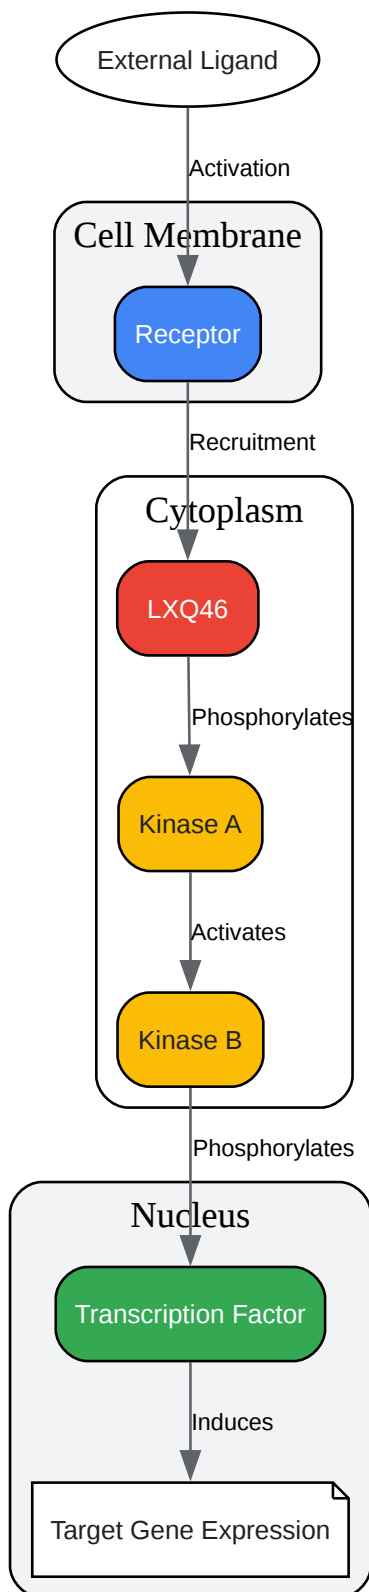 External Ligand
Activation
Cell Membrane
Receptor
Recruitment
Cytoplasm
LXQ46
Phosphorylates
Kinase A
Activates
Kinase B
Phosphorylates
Nucleus
Transcription Factor
Induces
Target Gene Expression